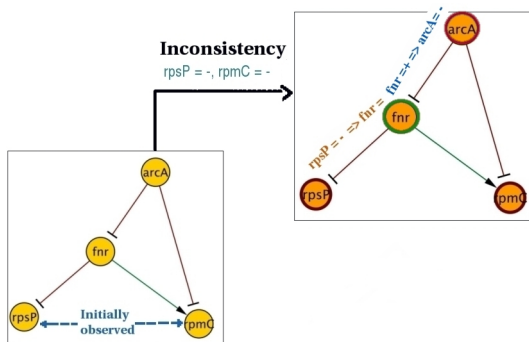 Inconsistency
rpsP = -, rpmC = -
arcA
fnr
rpsP
rpmC
Initially
observed
arcA
fnr
rpsP
rpmC
rpsP = - => fnr =
fnr =+ => arcA= -